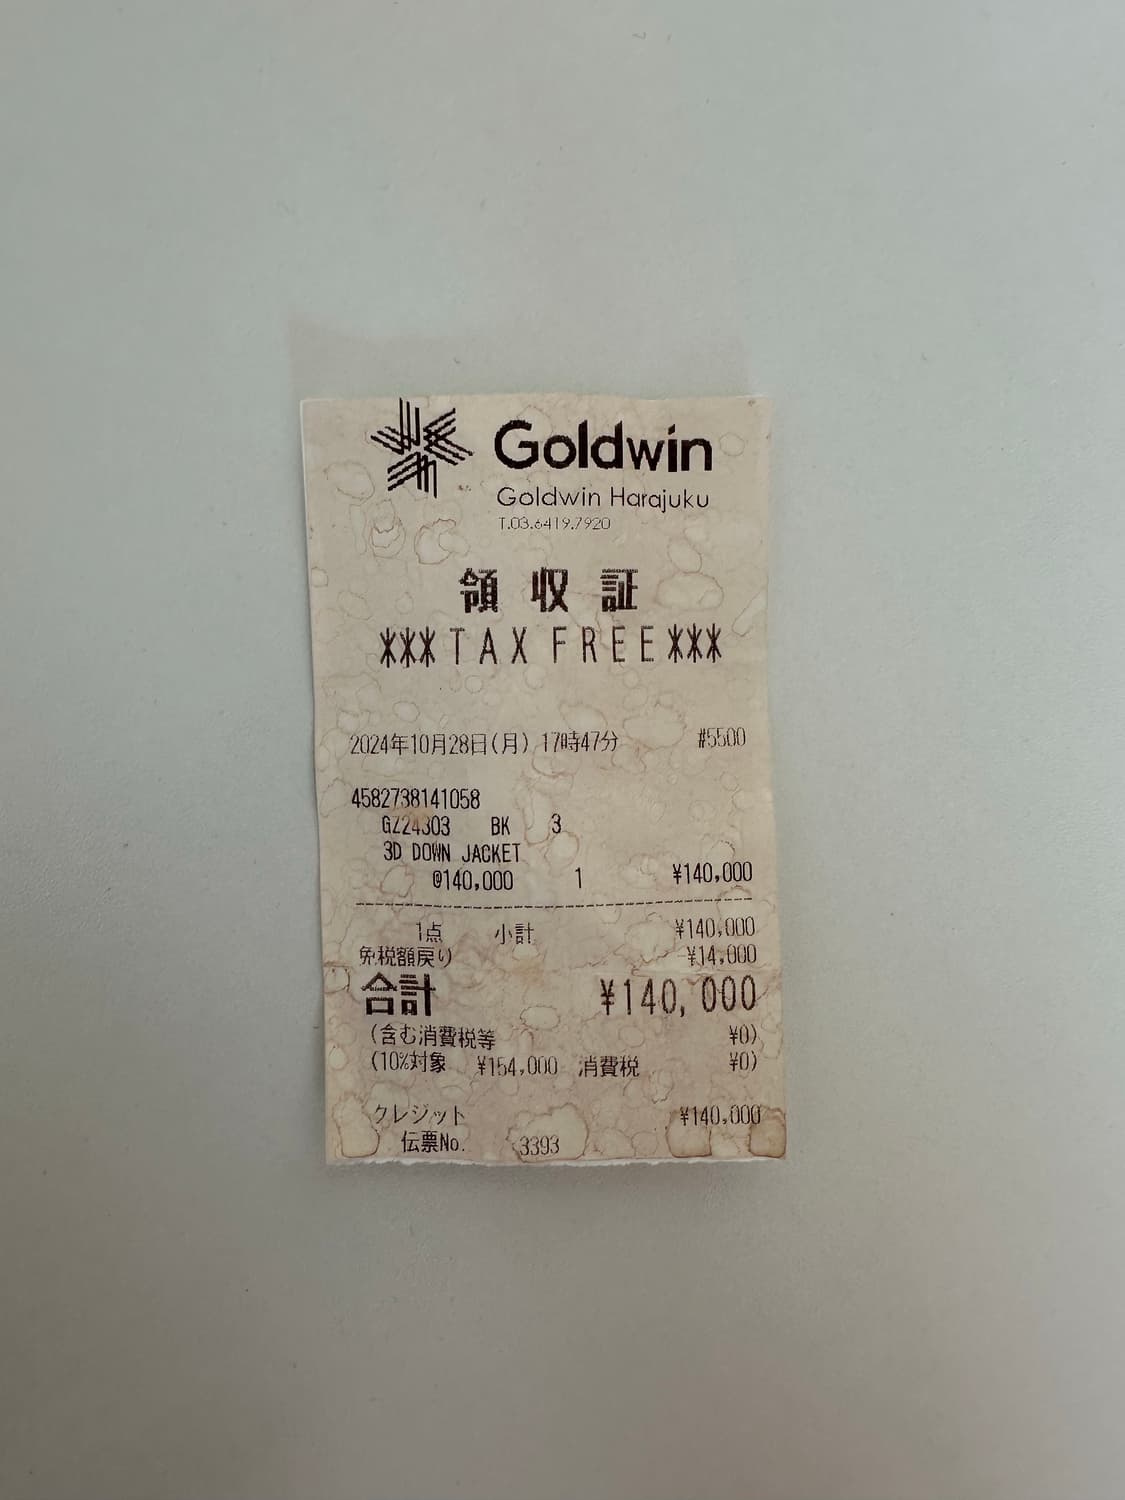 Goldwin
Goldwin Harajuku
T.03.6419.7920
領収証
***TAX FREE***
2024年10月28日(月) 17時47分 #5500
4582738141058
GZ24303 BK 3
3D DOWN JACKET
@140,000 1 ¥140,000
1点 小計 ¥140,000
免税額戻り -¥14,000
合計 ¥140,000
(含む消費税等 ¥0)
(10%対象 ¥154,000 消費税 ¥0)
クレジット ¥140,000
伝票No. 3393